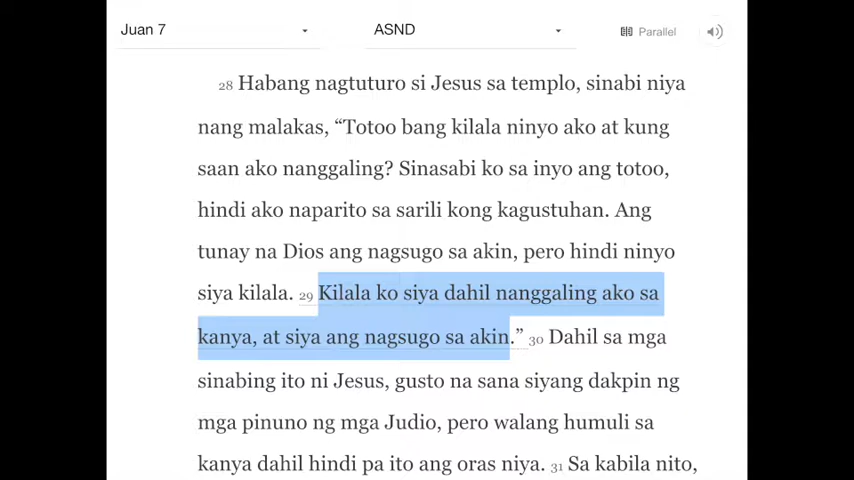 Juan 7
ASND
Parallel
28 Habang nagtuturo si Jesus sa templo, sinabi niya
nang malakas, “Totoo bang kilala ninyo ako at kung
saan ako nanggaling? Sinasabi ko sa inyo ang totoo,
hindi ako naparito sa sarili kong kagustuhan. Ang
tunay na Dios ang nagsugo sa akin, pero hindi ninyo
siya kilala. 29 Kilala ko siya dahil nanggaling ako sa
kanya, at siya ang nagsugo sa akin.” 30 Dahil sa mga
sinabing ito ni Jesus, gusto na sana siyang dakpin ng
mga pinuno ng mga Judio, pero walang humuli sa
kanya dahil hindi pa ito ang oras niya. 31 Sa kabila nito,